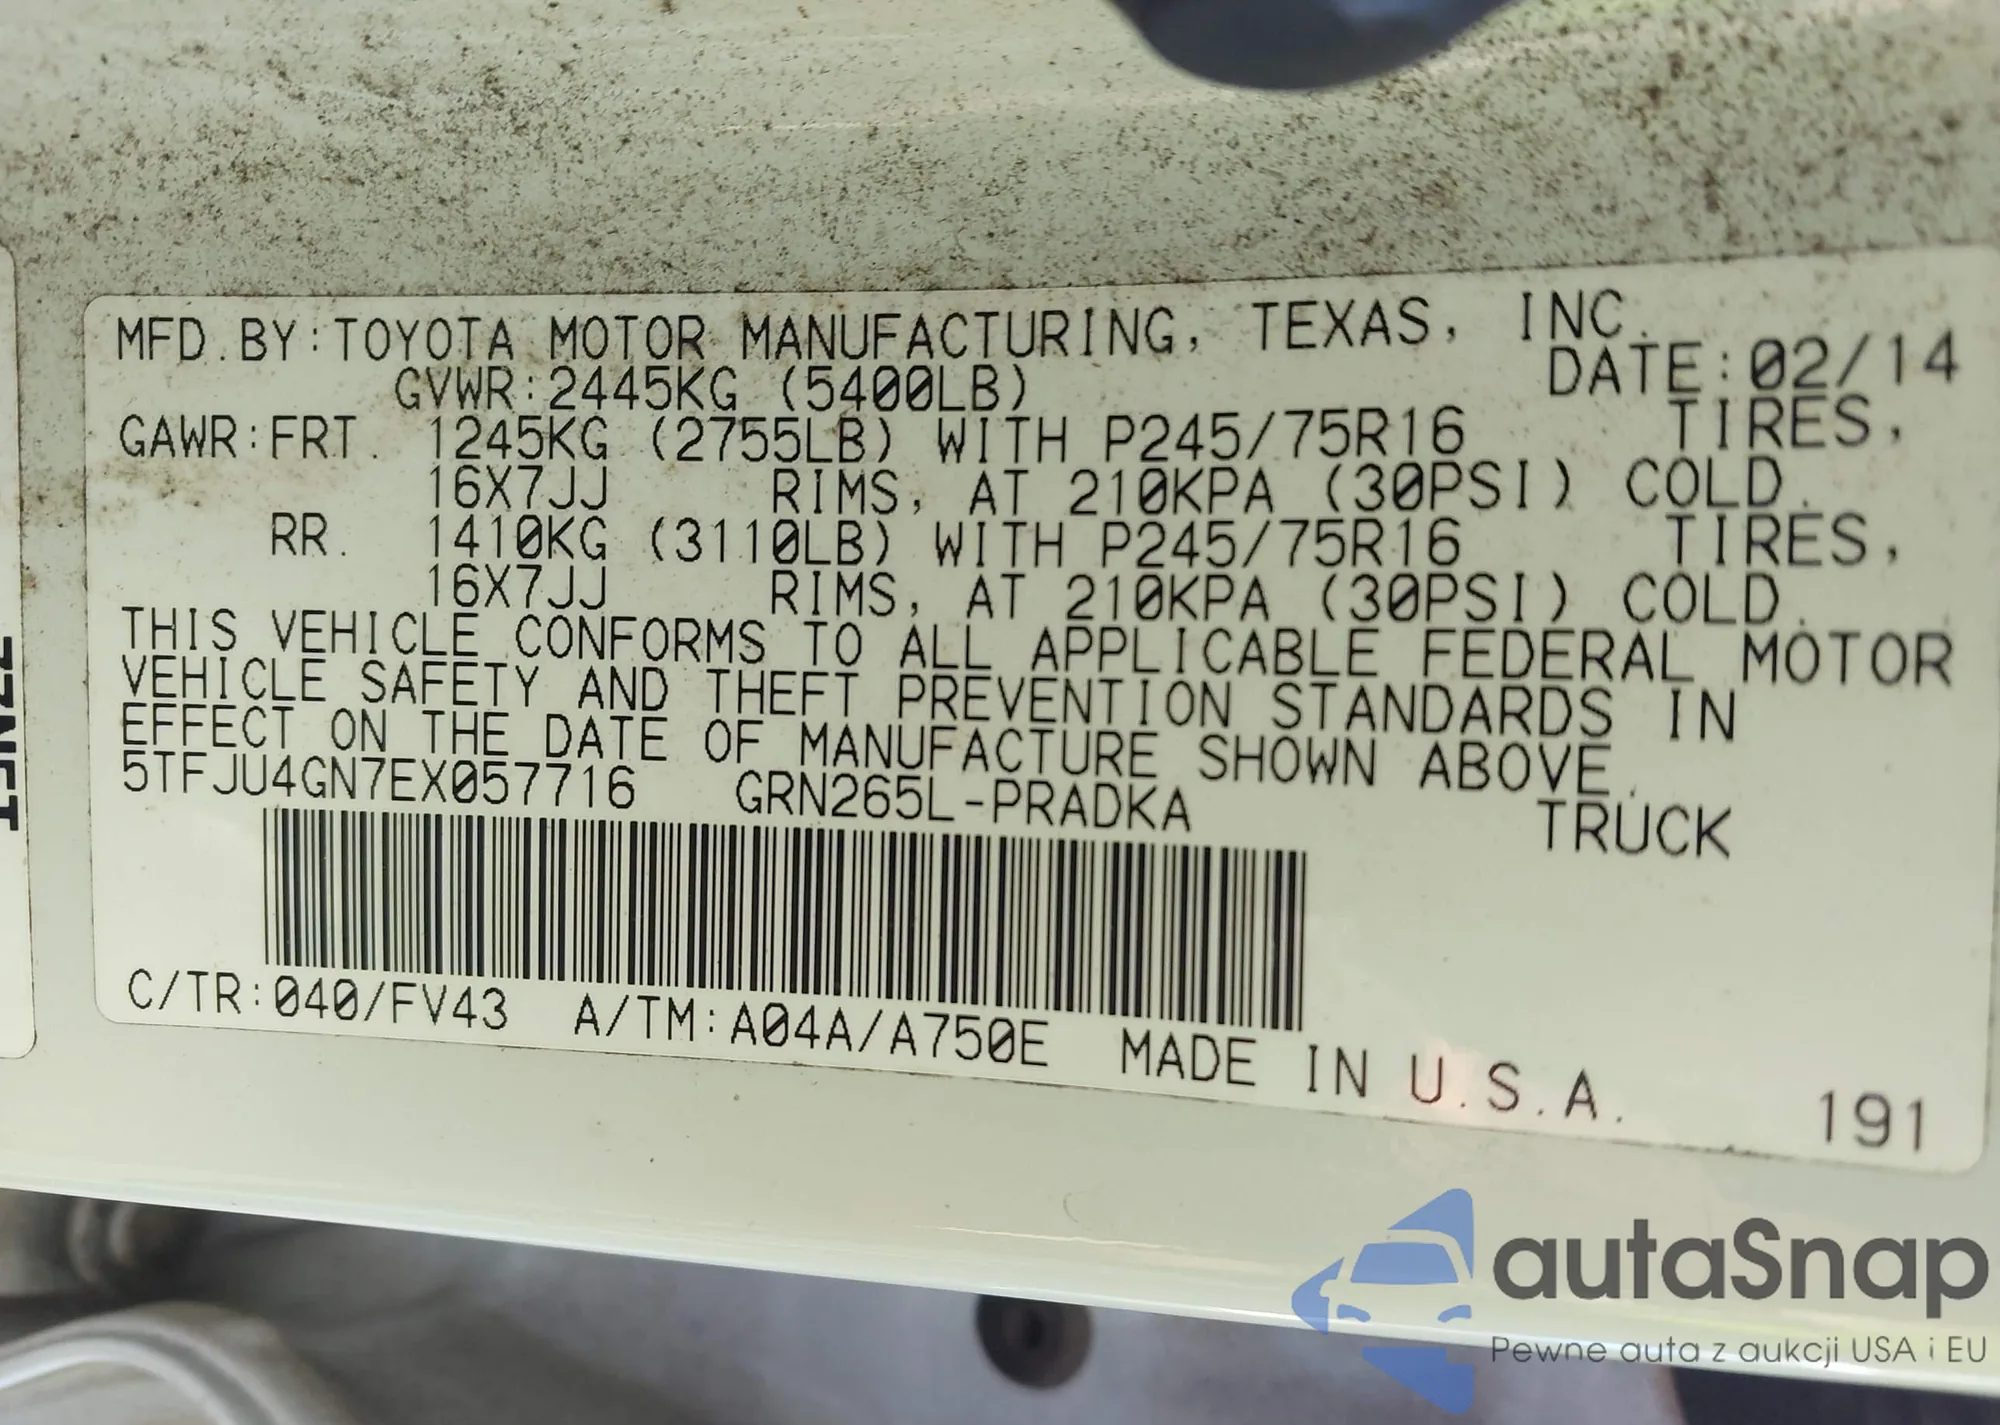 MFD.BY:TOYOTA MOTOR MANUFACTURING, TEXAS, INC.
GVWR:2445KG (5400LB) DATE:02/14
GAWR:FRT. 1245KG (2755LB) WITH P245/75R16 TIRES,
16X7JJ RIMS, AT 210KPA (30PSI) COLD.
RR. 1410KG (3110LB) WITH P245/75R16 TIRES,
16X7JJ RIMS, AT 210KPA (30PSI) COLD.
THIS VEHICLE CONFORMS TO ALL APPLICABLE FEDERAL MOTOR
VEHICLE SAFETY AND THEFT PREVENTION STANDARDS IN
EFFECT ON THE DATE OF MANUFACTURE SHOWN ABOVE.
5TFJU4GN7EX057716 GRN265L-PRADKA TRUCK
C/TR:040/FV43 A/TM:A04A/A750E MADE IN U.S.A.
191
autaSnap
Pewne auta z aukcji USA i EU